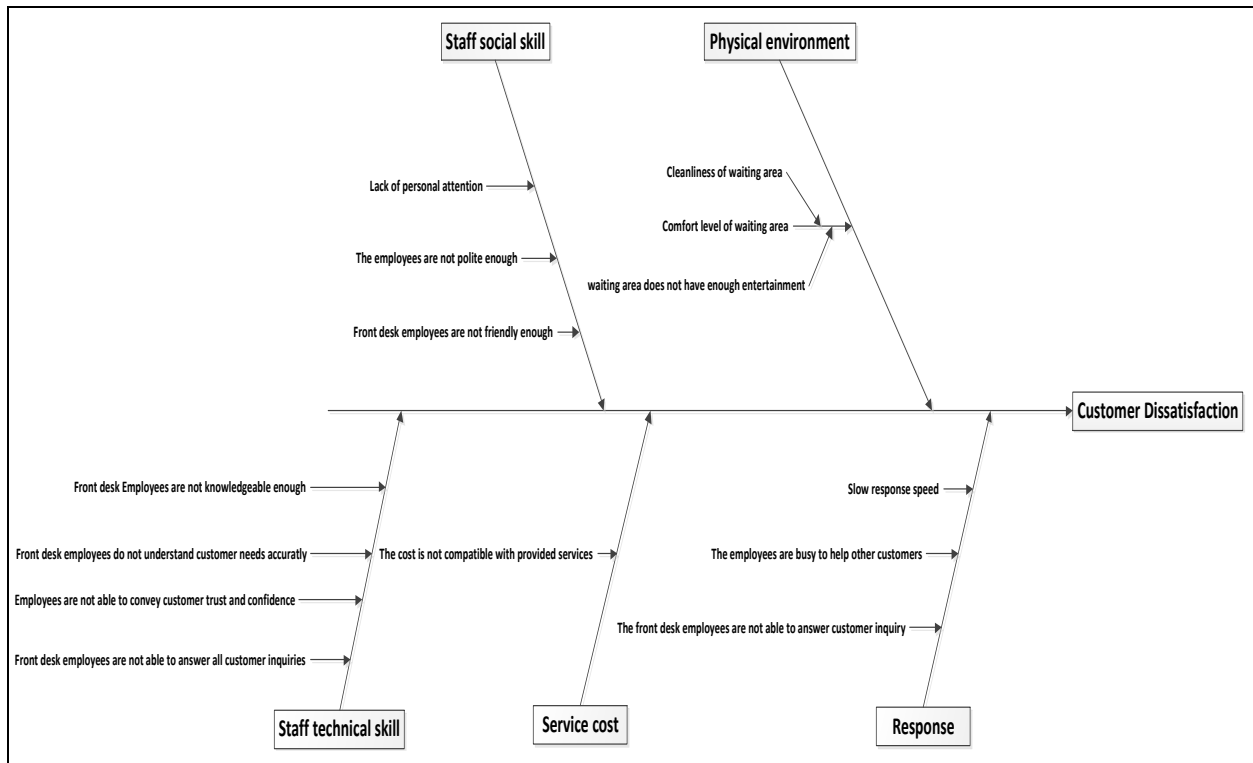 Staff social skill
Physical environment
Lack of personal attention
The employees are not polite enough
Front desk employees are not friendly enough
Cleanliness of waiting area
Comfort level of waiting area
waiting area does not have enough entertainment
Customer Dissatisfaction
Front desk Employees are not knowledgeable enough
Front desk employees do not understand customer needs accuratly
Employees are not able to convey customer trust and confidence
Front desk employees are not able to answer all customer inquiries
The cost is not compatible with provided services
Slow response speed
The employees are busy to help other customers
The front desk employees are not able to answer customer inquiry
Staff technical skill
Service cost
Response